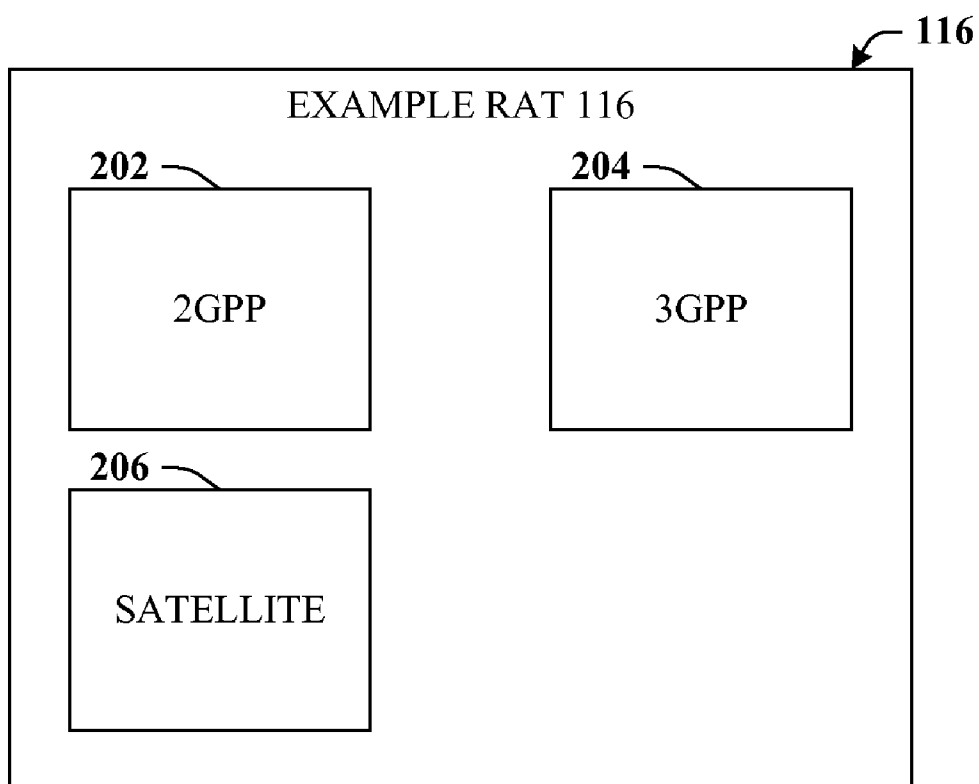 116
EXAMPLE RAT 116
202
204
2GPP
3GPP
206
SATELLITE